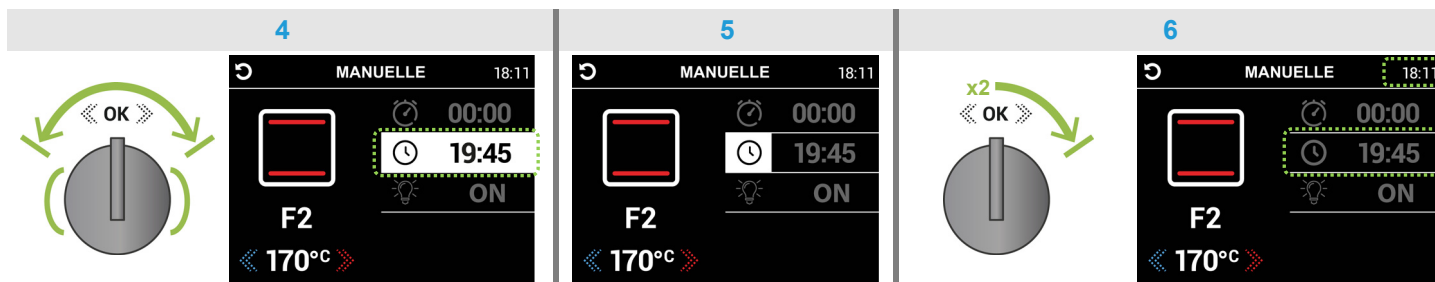 4
OK
MANUELLE 18:11
00:00
19:45
ON
F2
170°C
5
MANUELLE 18:11
00:00
19:45
ON
F2
170°C
6
x2
OK
MANUELLE 18:11
00:00
19:45
ON
F2
170°C